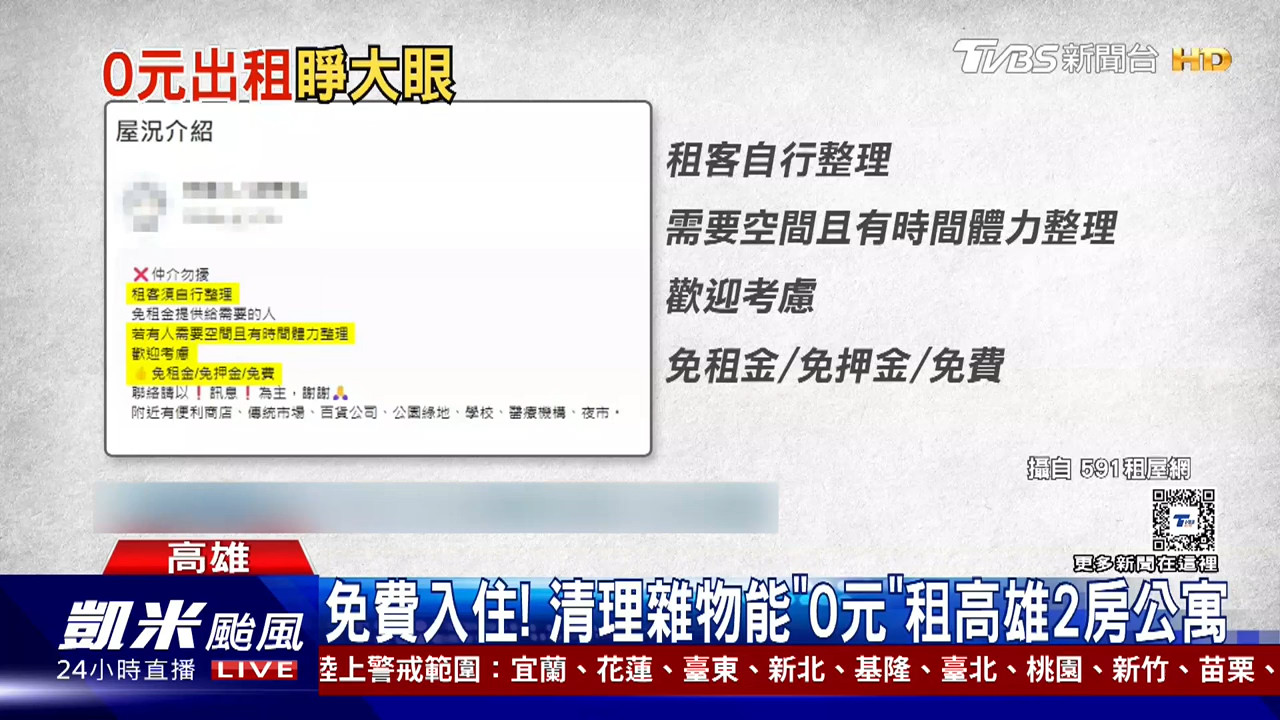 0元出租睜大眼
TVBS新聞台 HD
屋況介紹
❌仲介勿擾
租客須自行整理
免租金提供給需要的人
若有人需要空間且有時間體力整理
歡迎考慮
👍免租金/免押金/免費
聯絡請以❗訊息❗為主，謝謝🙏
附近有便利商店、傳統市場、百貨公司、公園綠地、學校、醫療機構、夜市。
租客自行整理
需要空間且有時間體力整理
歡迎考慮
免租金/免押金/免費
攝自 591租屋網
TVBS
更多新聞在這裡
高雄
免費入住!清理雜物能"0元"租高雄2房公寓
凱米颱風
24小時直播 LIVE
陸上警戒範圍：宜蘭、花蓮、臺東、新北、基隆、臺北、桃園、新竹、苗栗、